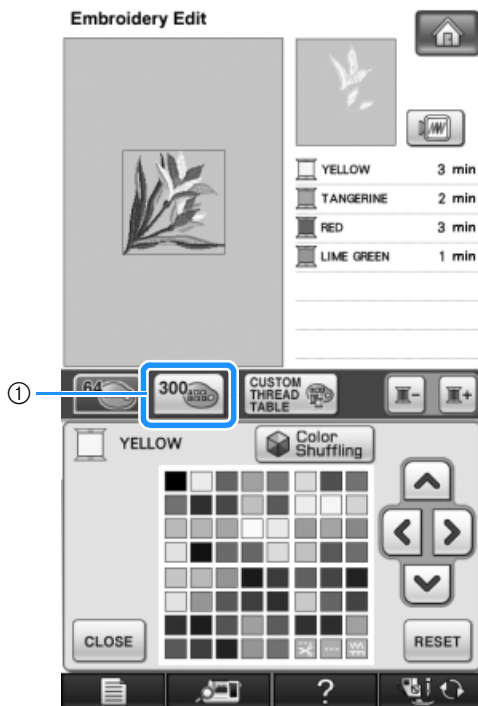 Embroidery Edit
YELLOW 3 min
TANGERINE 2 min
RED 3 min
LIME GREEN 1 min
①
64
300
CUSTOM
THREAD
TABLE
-
+
YELLOW
Color
Shuffling
CLOSE
RESET
?